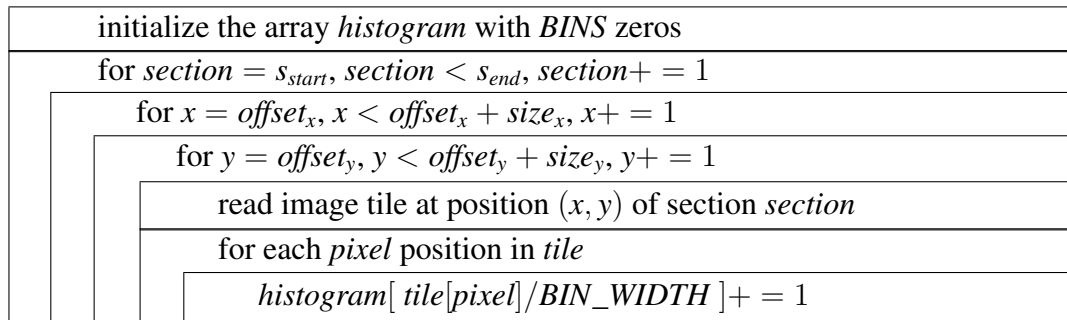 initialize the array histogram with BINS zeros
for section = s_start, section < s_end, section+ = 1
for x = offset_x, x < offset_x + size_x, x+ = 1
for y = offset_y, y < offset_y + size_y, y+ = 1
read image tile at position (x, y) of section section
for each pixel position in tile
histogram[ tile[pixel]/BIN_WIDTH ]+ = 1